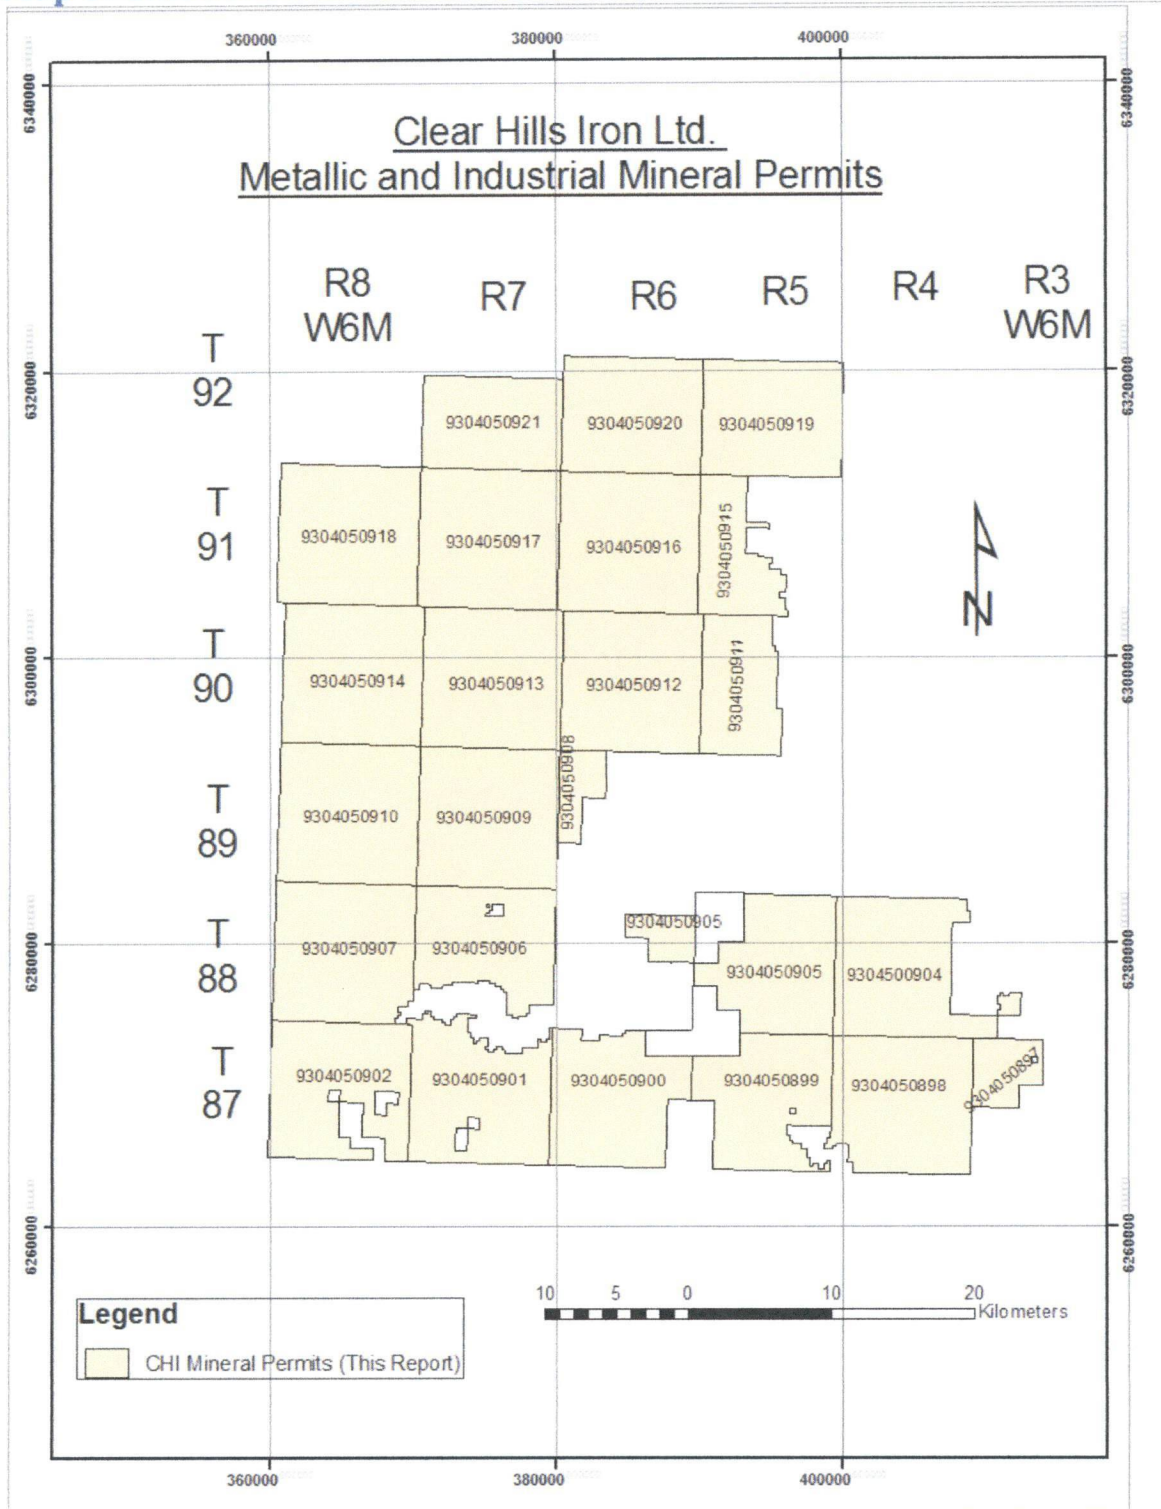 360000 380000 400000
6340000 6340000
Clear Hills Iron Ltd.
Metallic and Industrial Mineral Permits
R8
W6M
R7
R6
R5
R4
R3
W6M
T
92
6320000 6320000
9304050921 9304050920 9304050919
T
91
9304050918 9304050917 9304050916 9304050915
N
T
90
6300000 6300000
9304050914 9304050913 9304050912 9304050911
T
89
9304050910 9304050909 9304050908
T
88
6280000 6280000
9304050907 9304050906 9304050905 9304050905 9304500904
T
87
9304050902 9304050901 9304050900 9304050899 9304050898 9304050897
6260000 6260000
Legend
CHI Mineral Permits (This Report)
10 5 0 10 20
Kilometers
360000 380000 400000